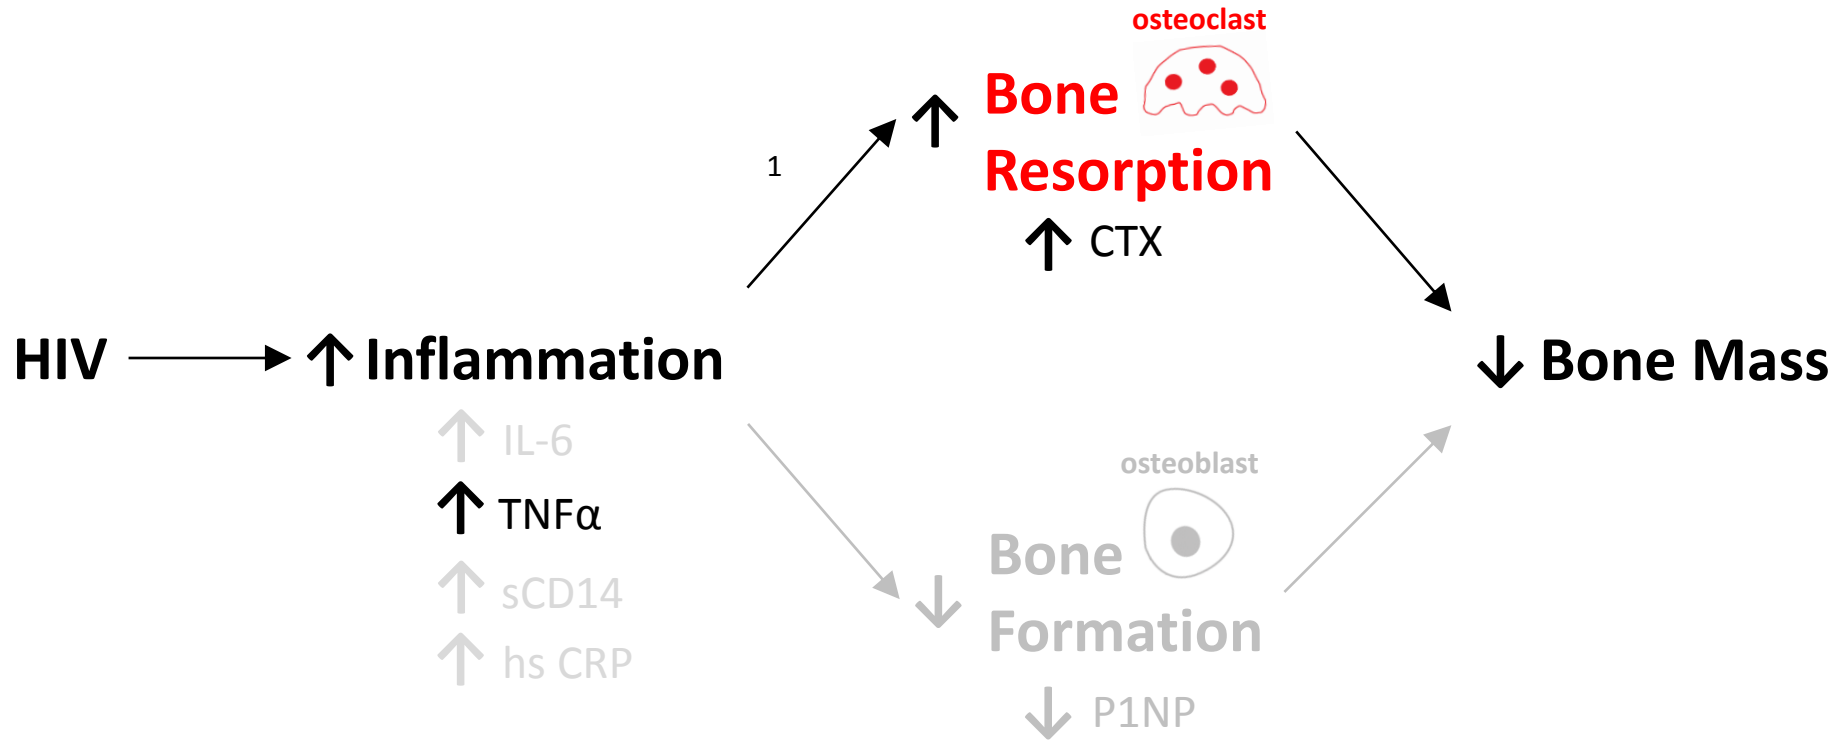 osteoclast
↑ Bone
Resorption
1
↑ CTX
HIV → ↑ Inflammation
↓ Bone Mass
↑ IL-6
↑ TNFα
↑ sCD14
↑ hs CRP
osteoblast
↓ Bone
Formation
↓ P1NP